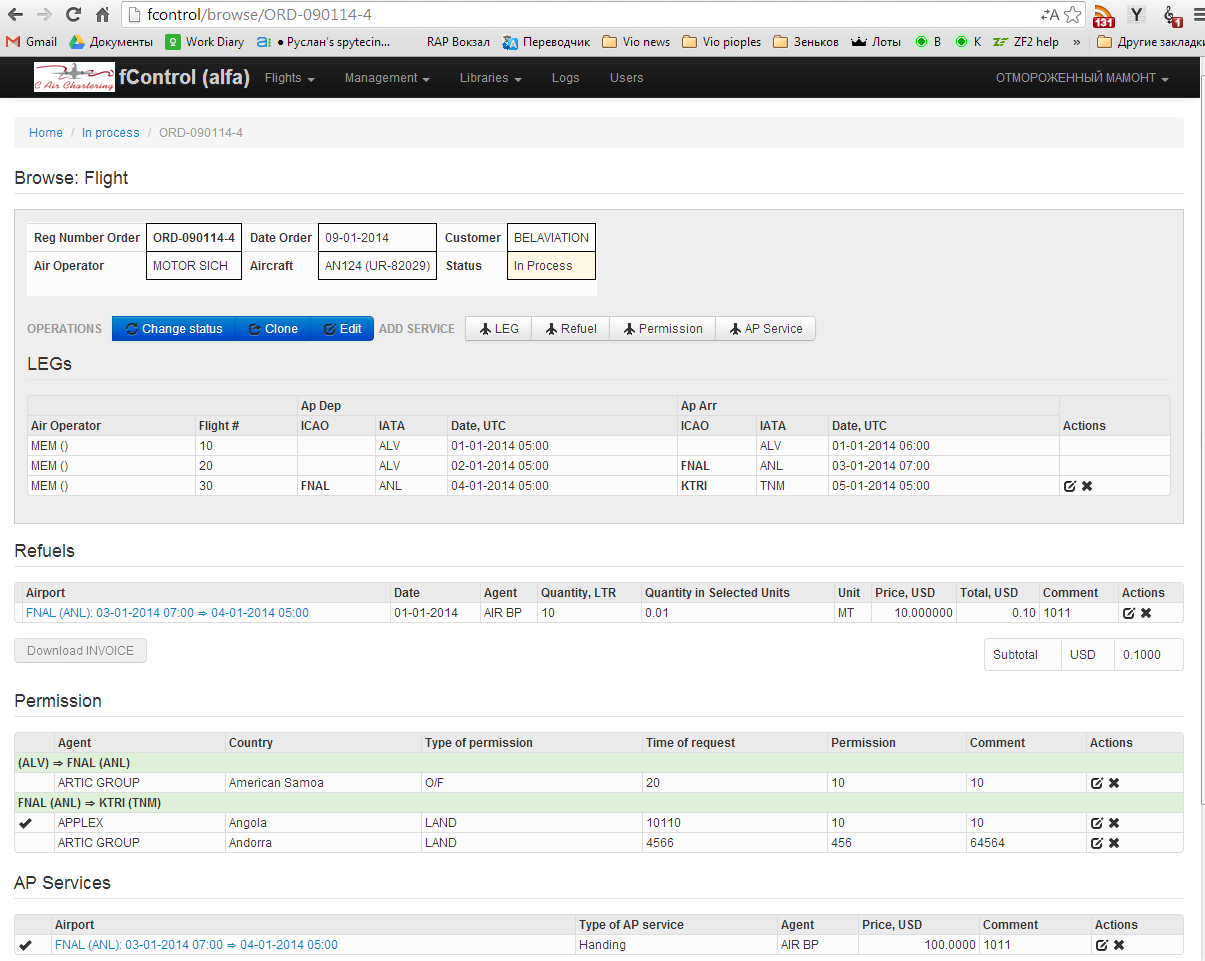 fcontrol/browse/ORD-090114-4
131 Y 1
Gmail Документы Work Diary • Руслан's spytecin... RAP Вокзал Переводчик Vio news Vio pioples Зеньков Лоты В К ZF2 help » Другие закладки
C Air Chartering fControl (alfa) Flights Management Libraries Logs Users ОТМОРОЖЕННЫЙ МАМОНТ
Home / In process / ORD-090114-4
Browse: Flight
Reg Number Order ORD-090114-4 Date Order 09-01-2014 Customer BELAVIATION
Air Operator MOTOR SICH Aircraft AN124 (UR-82029) Status In Process
OPERATIONS Change status Clone Edit ADD SERVICE LEG Refuel Permission AP Service
LEGs
Ap Dep Ap Arr
Air Operator Flight # ICAO IATA Date, UTC ICAO IATA Date, UTC Actions
MEM () 10 ALV 01-01-2014 05:00 ALV 01-01-2014 06:00
MEM () 20 ALV 02-01-2014 05:00 FNAL ANL 03-01-2014 07:00
MEM () 30 FNAL ANL 04-01-2014 05:00 KTRI TNM 05-01-2014 05:00
Refuels
Airport Date Agent Quantity, LTR Quantity in Selected Units Unit Price, USD Total, USD Comment Actions
FNAL (ANL): 03-01-2014 07:00 ⇒ 04-01-2014 05:00 01-01-2014 AIR BP 10 0.01 MT 10.000000 0.10 1011
Download INVOICE Subtotal USD 0.1000
Permission
Agent Country Type of permission Time of request Permission Comment Actions
(ALV) ⇒ FNAL (ANL)
ARTIC GROUP American Samoa O/F 20 10 10
FNAL (ANL) ⇒ KTRI (TNM)
APPLEX Angola LAND 10110 10 10
ARTIC GROUP Andorra LAND 4566 456 64564
AP Services
Airport Type of AP service Agent Price, USD Comment Actions
FNAL (ANL): 03-01-2014 07:00 ⇒ 04-01-2014 05:00 Handing AIR BP 100.0000 1011